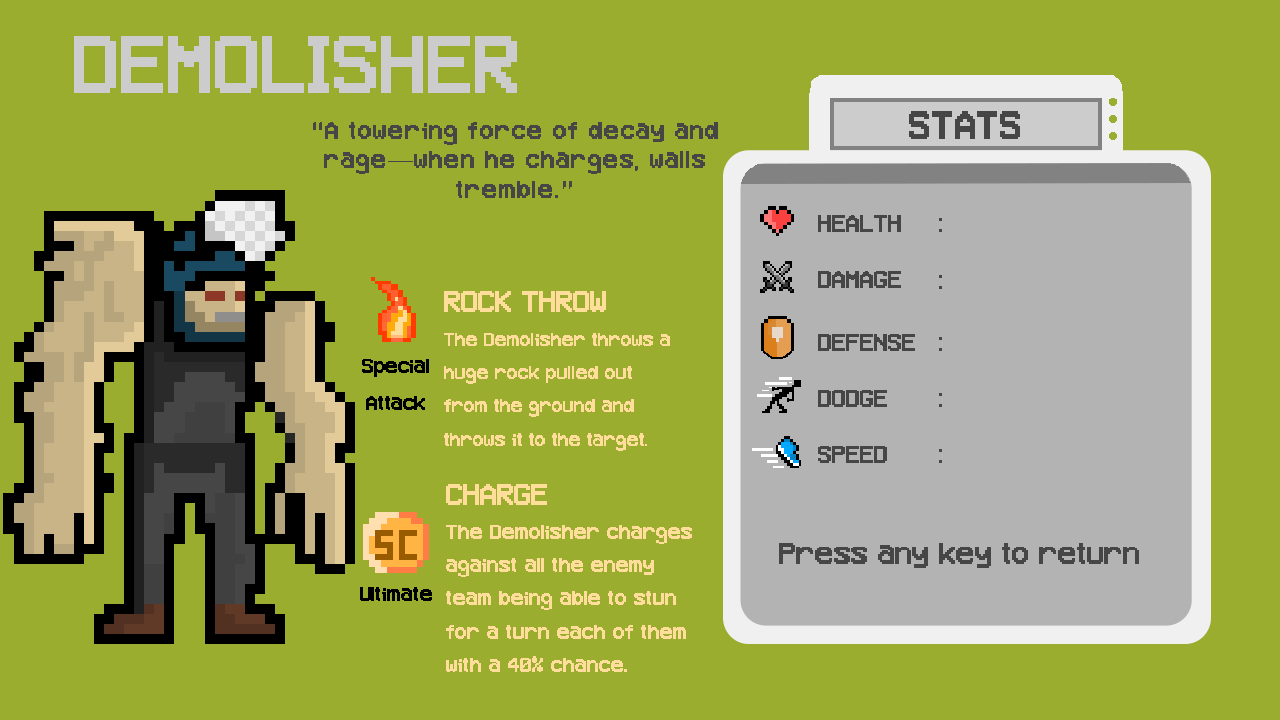 DEMOLISHER
"A towering force of decay and
rage—when he charges, walls
tremble."
Special
Attack
ROCK THROW
The Demolisher throws a
huge rock pulled out
from the ground and
throws it to the target.
SC
Ultimate
CHARGE
The Demolisher charges
against all the enemy
team being able to stun
for a turn each of them
with a 40% chance.
STATS
HEALTH :
DAMAGE :
DEFENSE :
DODGE :
SPEED :
Press any key to return